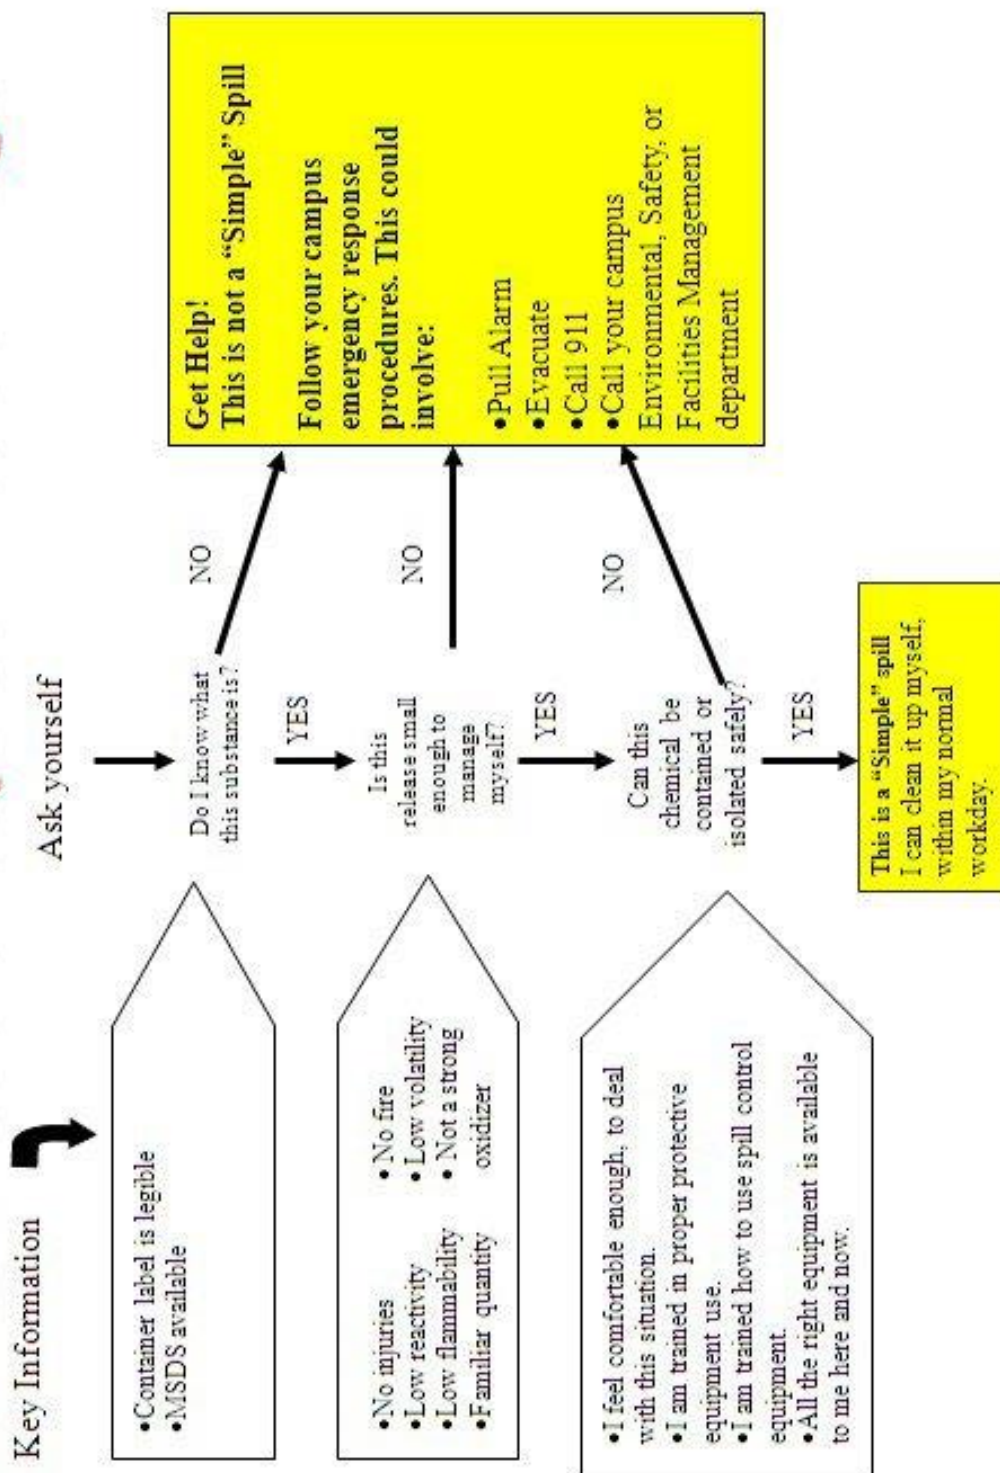 Key Information
Ask yourself
•Container label is legible
•MSDS available
Do I know what
this substance is?
NO
YES
•No injuries
•Low reactivity
•Low flammability
•Familiar quantity
• No fire
• Low volatility
• Not a strong
oxidizer
Is this
release small
enough to
manage
myself?
NO
YES
•I feel comfortable enough, to deal
with this situation.
•I am trained in proper protective
equipment use.
•I am trained how to use spill control
equipment.
•All the right equipment is available
to me here and now.
Can this
chemical be
contained or
isolated safely?
NO
YES
This is a “Simple” spill
I can clean it up myself,
within my normal
workday.
Get Help!
This is not a “Simple” Spill
Follow your campus
emergency response
procedures. This could
involve:
•Pull Alarm
•Evacuate
•Call 911
•Call your campus
Environmental, Safety, or
Facilities Management
department